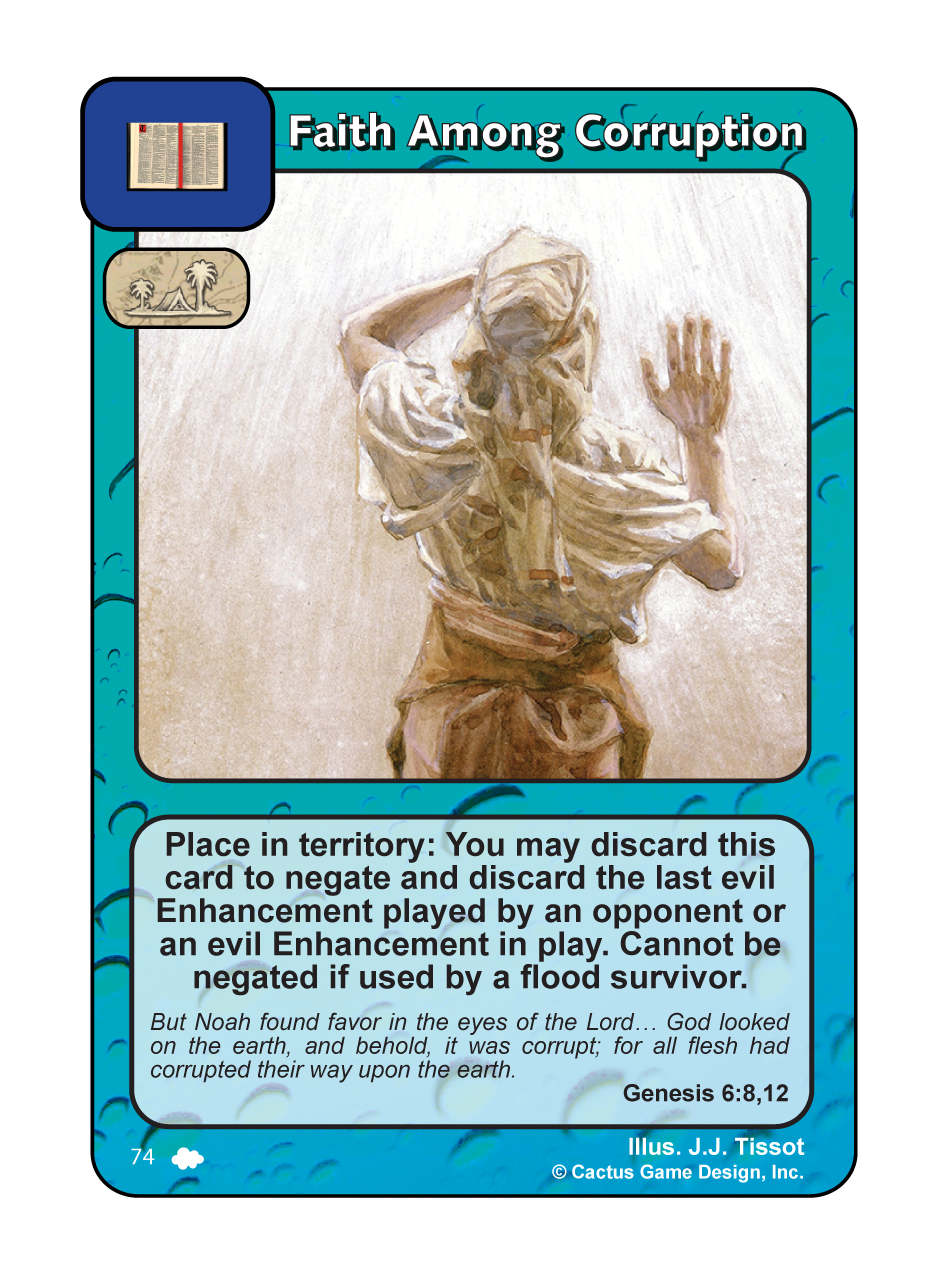 Faith Among Corruption
Place in territory: You may discard this
card to negate and discard the last evil
Enhancement played by an opponent or
an evil Enhancement in play. Cannot be
negated if used by a flood survivor.
But Noah found favor in the eyes of the Lord… God looked
on the earth, and behold, it was corrupt; for all flesh had
corrupted their way upon the earth.
Genesis 6:8,12
74
Illus. J.J. Tissot
© Cactus Game Design, Inc.